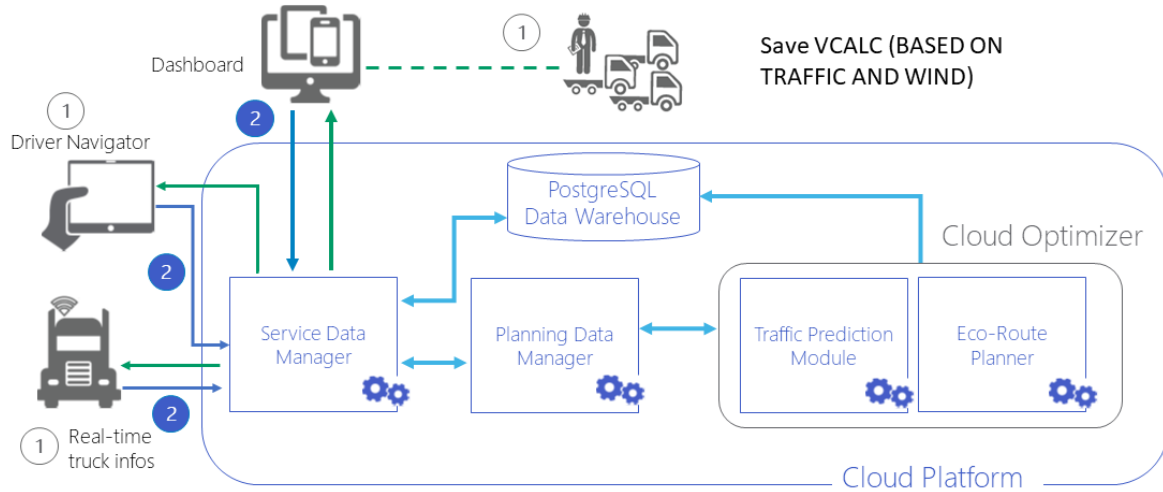 1
Save VCALC (BASED ON
TRAFFIC AND WIND)
Dashboard
1
2
Driver Navigator
PostgreSQL
Data Warehouse
Cloud Optimizer
2
Service Data
Manager
Planning Data
Manager
Traffic Prediction
Module
Eco-Route
Planner
2
1
Real-time
truck infos
Cloud Platform